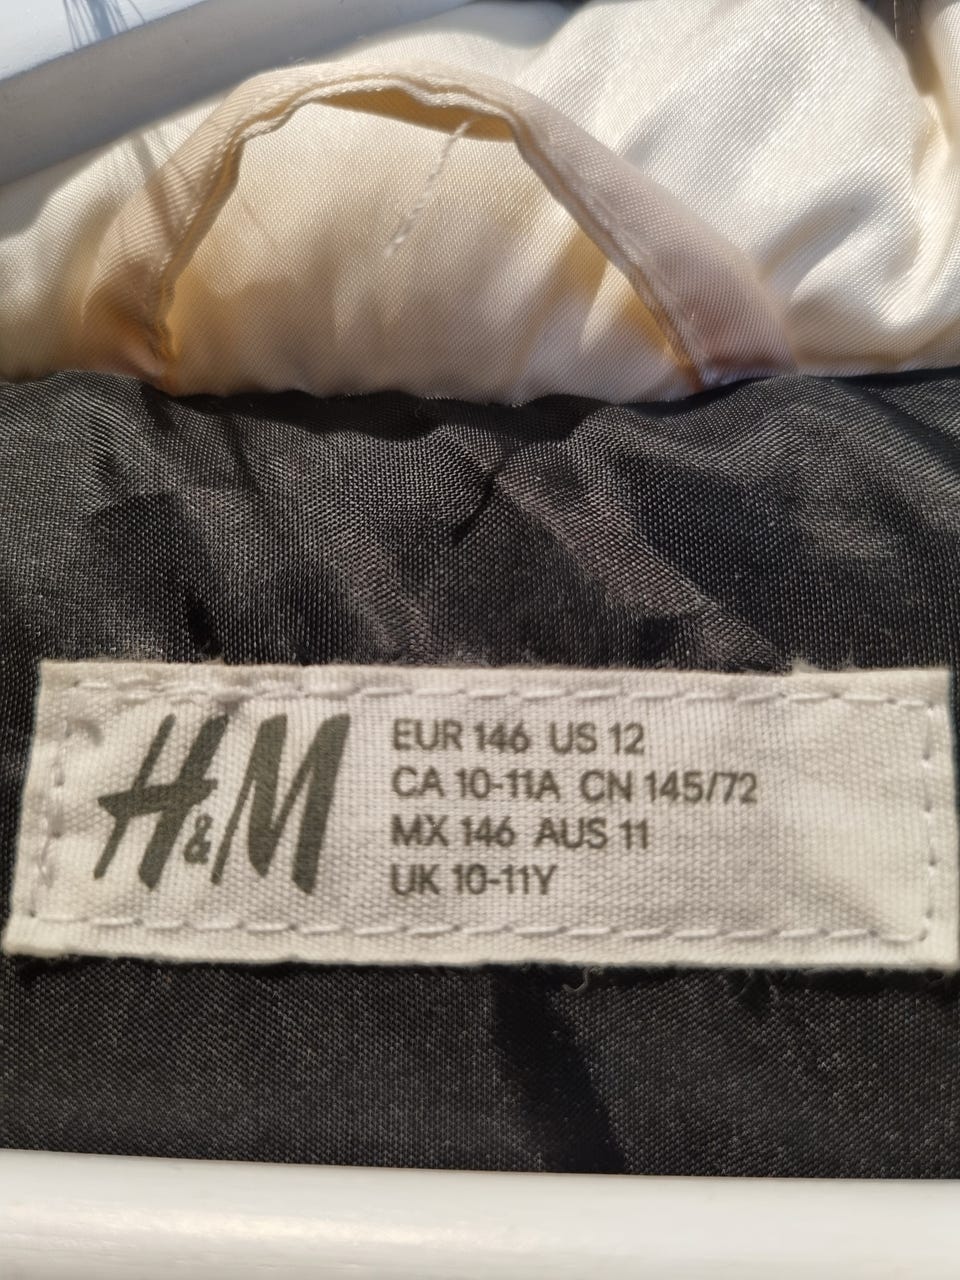 H&M
EUR 146 US 12
CA 10-11A CN 145/72
MX 146 AUS 11
UK 10-11Y